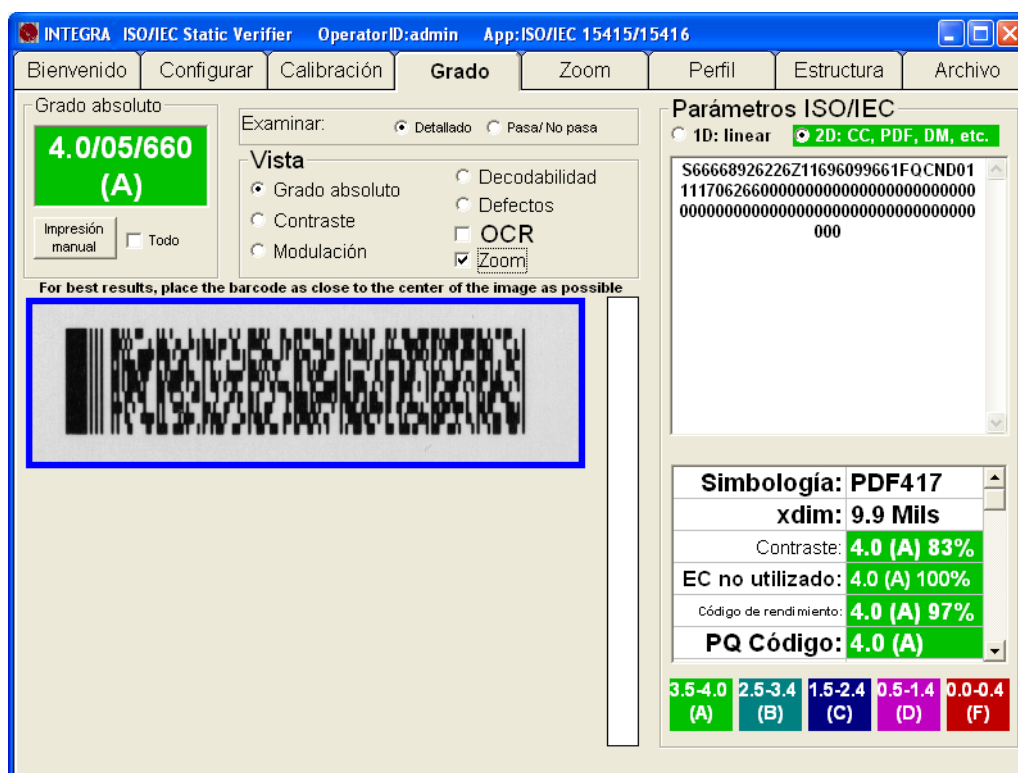 INTEGRA ISO/IEC Static Verifier OperatorID:admin App:ISO/IEC 15415/15416
Bienvenido Configurar Calibración Grado Zoom Perfil Estructura Archivo
Grado absoluto
4.0/05/660
(A)
Impresión
manual
Todo
Examinar: Detallado Pasa/ No pasa
Vista
Grado absoluto
Contraste
Modulación
Decodabilidad
Defectos
OCR
Zoom
For best results, place the barcode as close to the center of the image as possible
Parámetros ISO/IEC
1D: linear 2D: CC, PDF, DM, etc.
S66668926226Z11696099661FQCND01
1117062660000000000000000000000
0000000000000000000000000000000
000
Simbología: PDF417
xdim: 9.9 Mils
Contraste: 4.0 (A) 83%
EC no utilizado: 4.0 (A) 100%
Código de rendimiento: 4.0 (A) 97%
PQ Código: 4.0 (A)
3.5-4.0 2.5-3.4 1.5-2.4 0.5-1.4 0.0-0.4
(A) (B) (C) (D) (F)